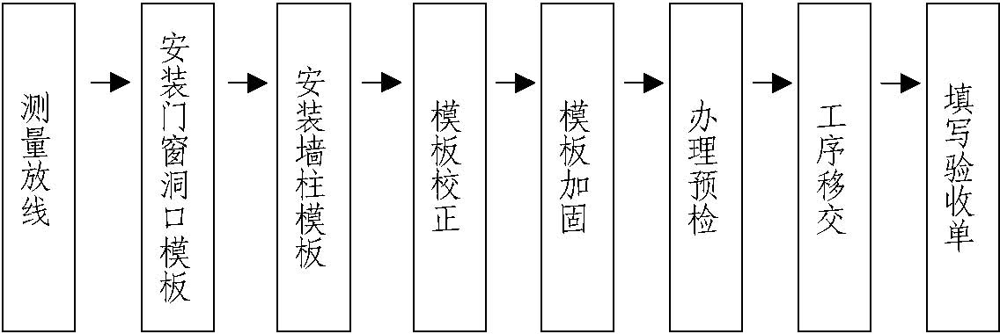 测量放线
安装门窗洞口模板
安装墙柱模板
模板校正
模板加固
办理预检
工序移交
填写验收单